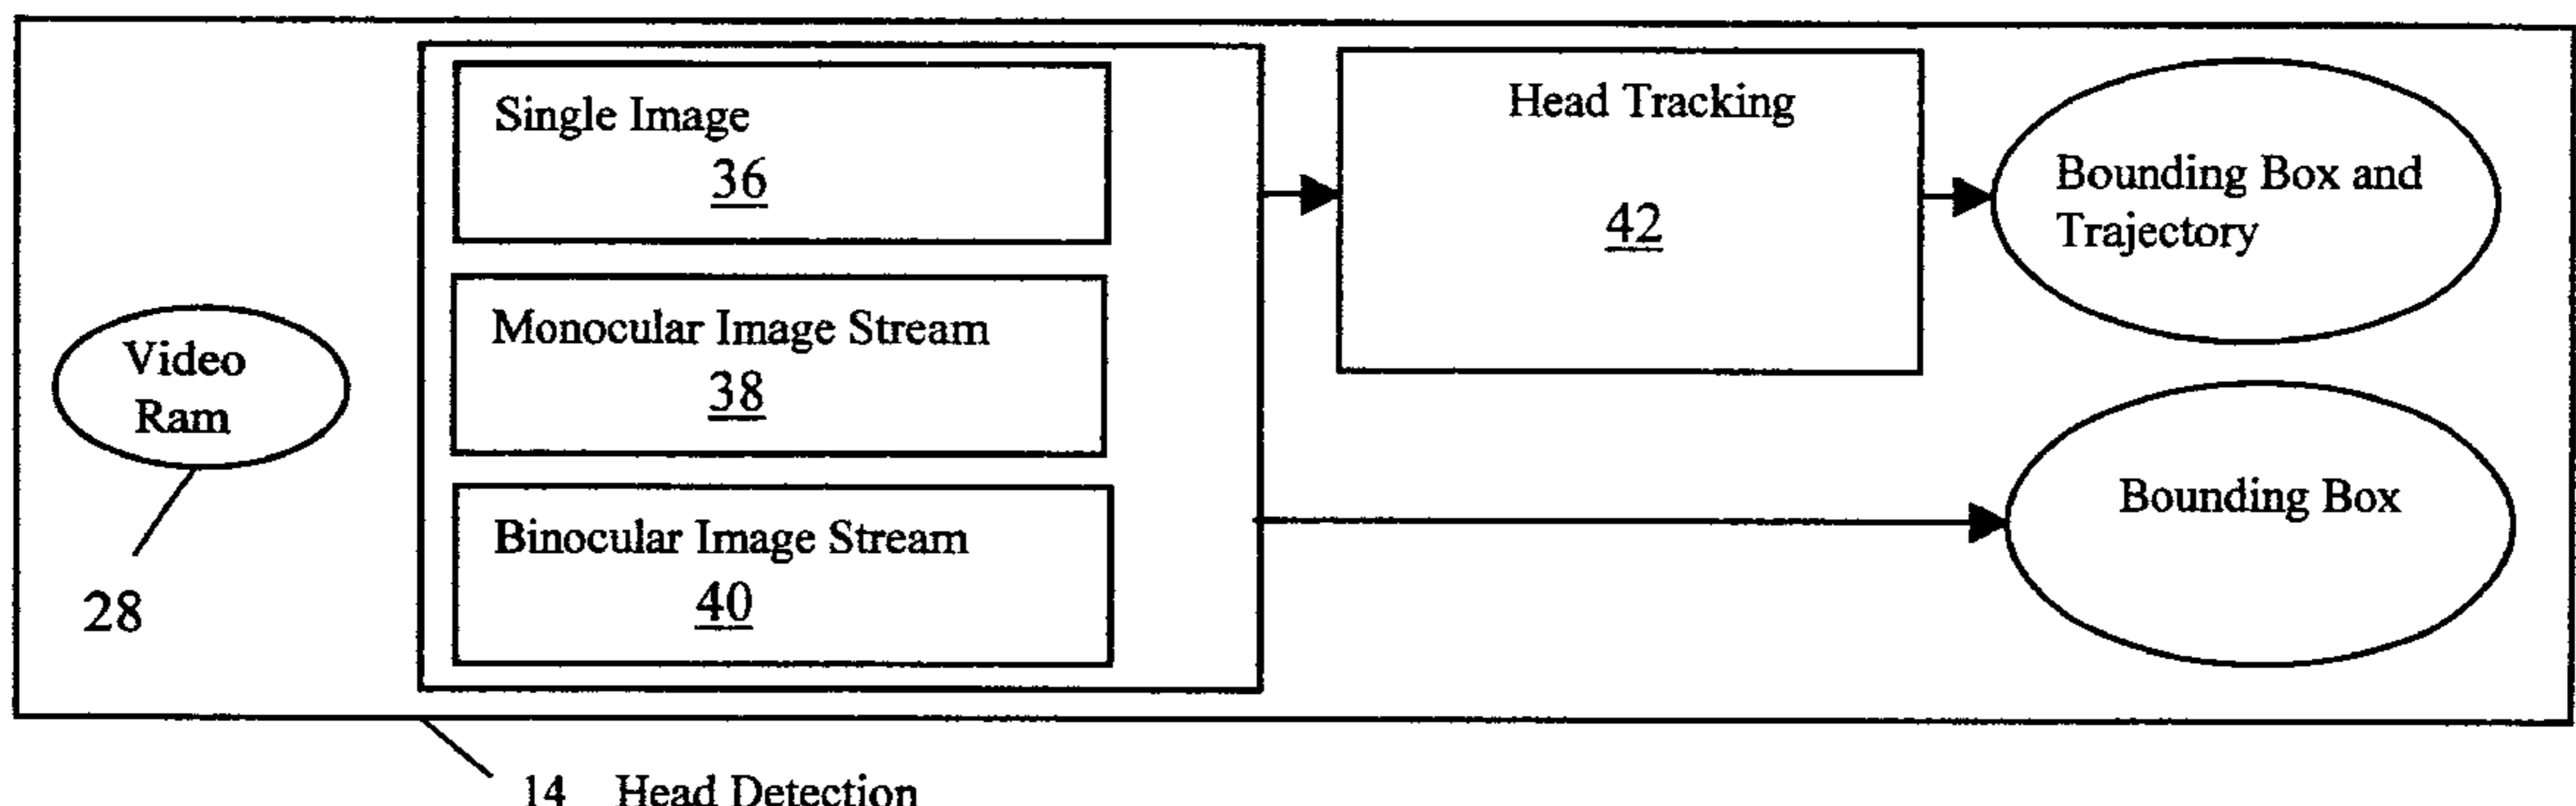 Video
Ram
28
Single Image
36
Monocular Image Stream
38
Binocular Image Stream
40
Head Tracking
42
Bounding Box and
Trajectory
Bounding Box
14 Head Detection